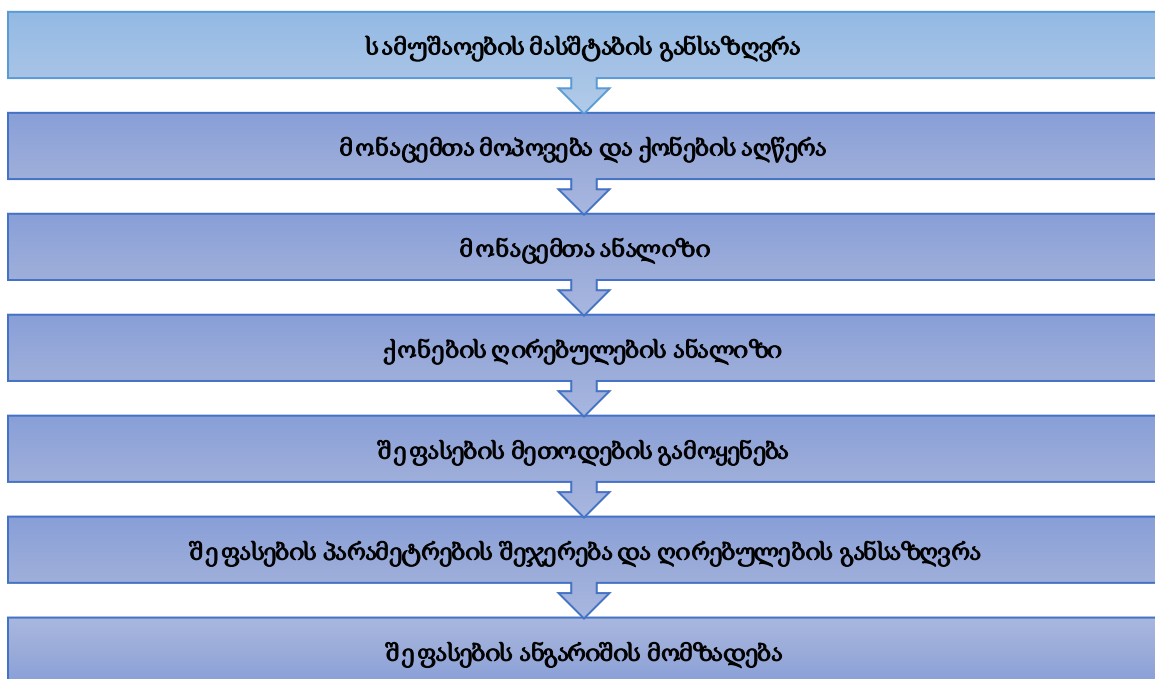 სამუშაოების მასშტაბის განსაზღვრა
მონაცემთა მოპოვება და ქონების აღწერა
მონაცემთა ანალიზი
ქონების ღირებულების ანალიზი
შეფასების მეთოდების გამოყენება
შეფასების პარამეტრების შეჯერება და ღირებულების განსაზღვრა
შეფასების ანგარიშის მომზადება